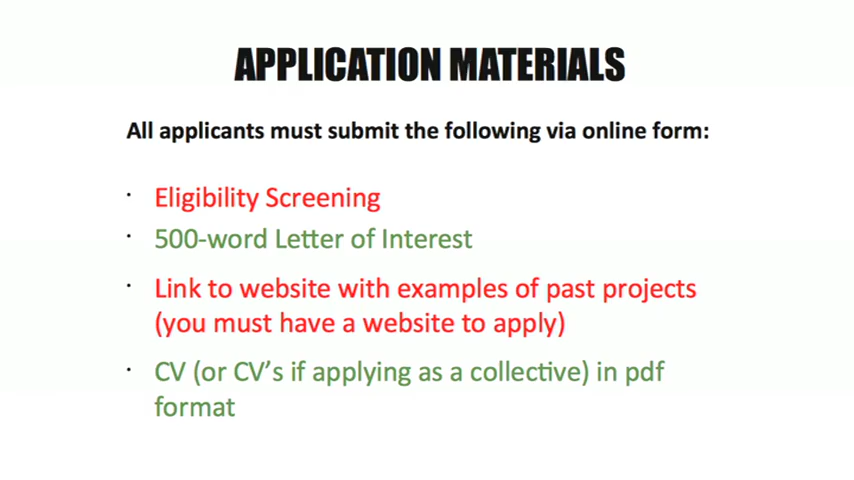 APPLICATION MATERIALS
All applicants must submit the following via online form:
· Eligibility Screening
· 500-word Letter of Interest
· Link to website with examples of past projects
(you must have a website to apply)
· CV (or CV’s if applying as a collective) in pdf
format